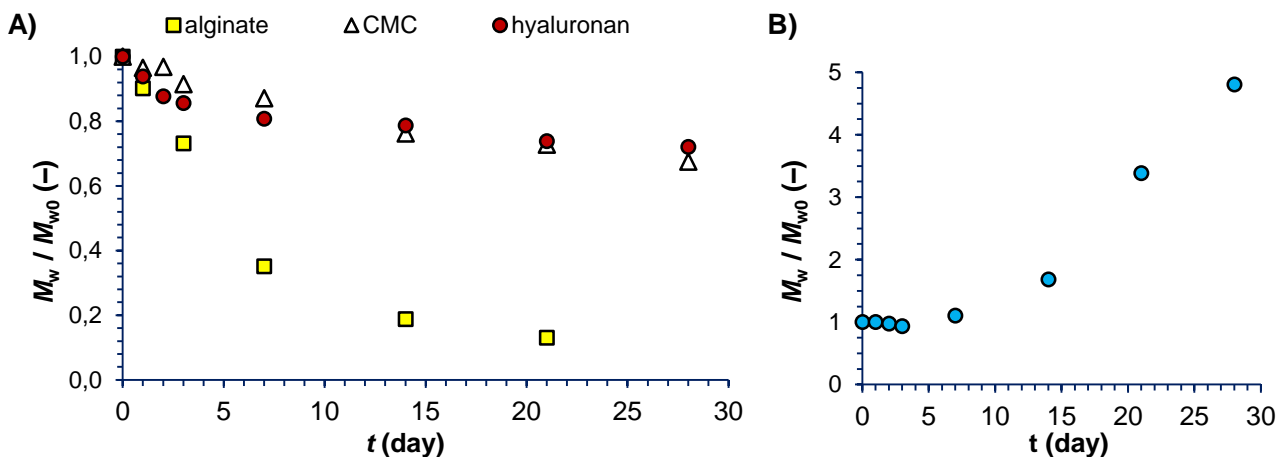 A)
alginate CMC hyaluronan
1,0
0,8
0,6
0,4
0,2
0,0
Mw / Mw0 (–)
0 5 10 15 20 25 30
t (day)
B)
5
4
3
2
1
0
Mw / Mw0 (–)
0 5 10 15 20 25 30
t (day)